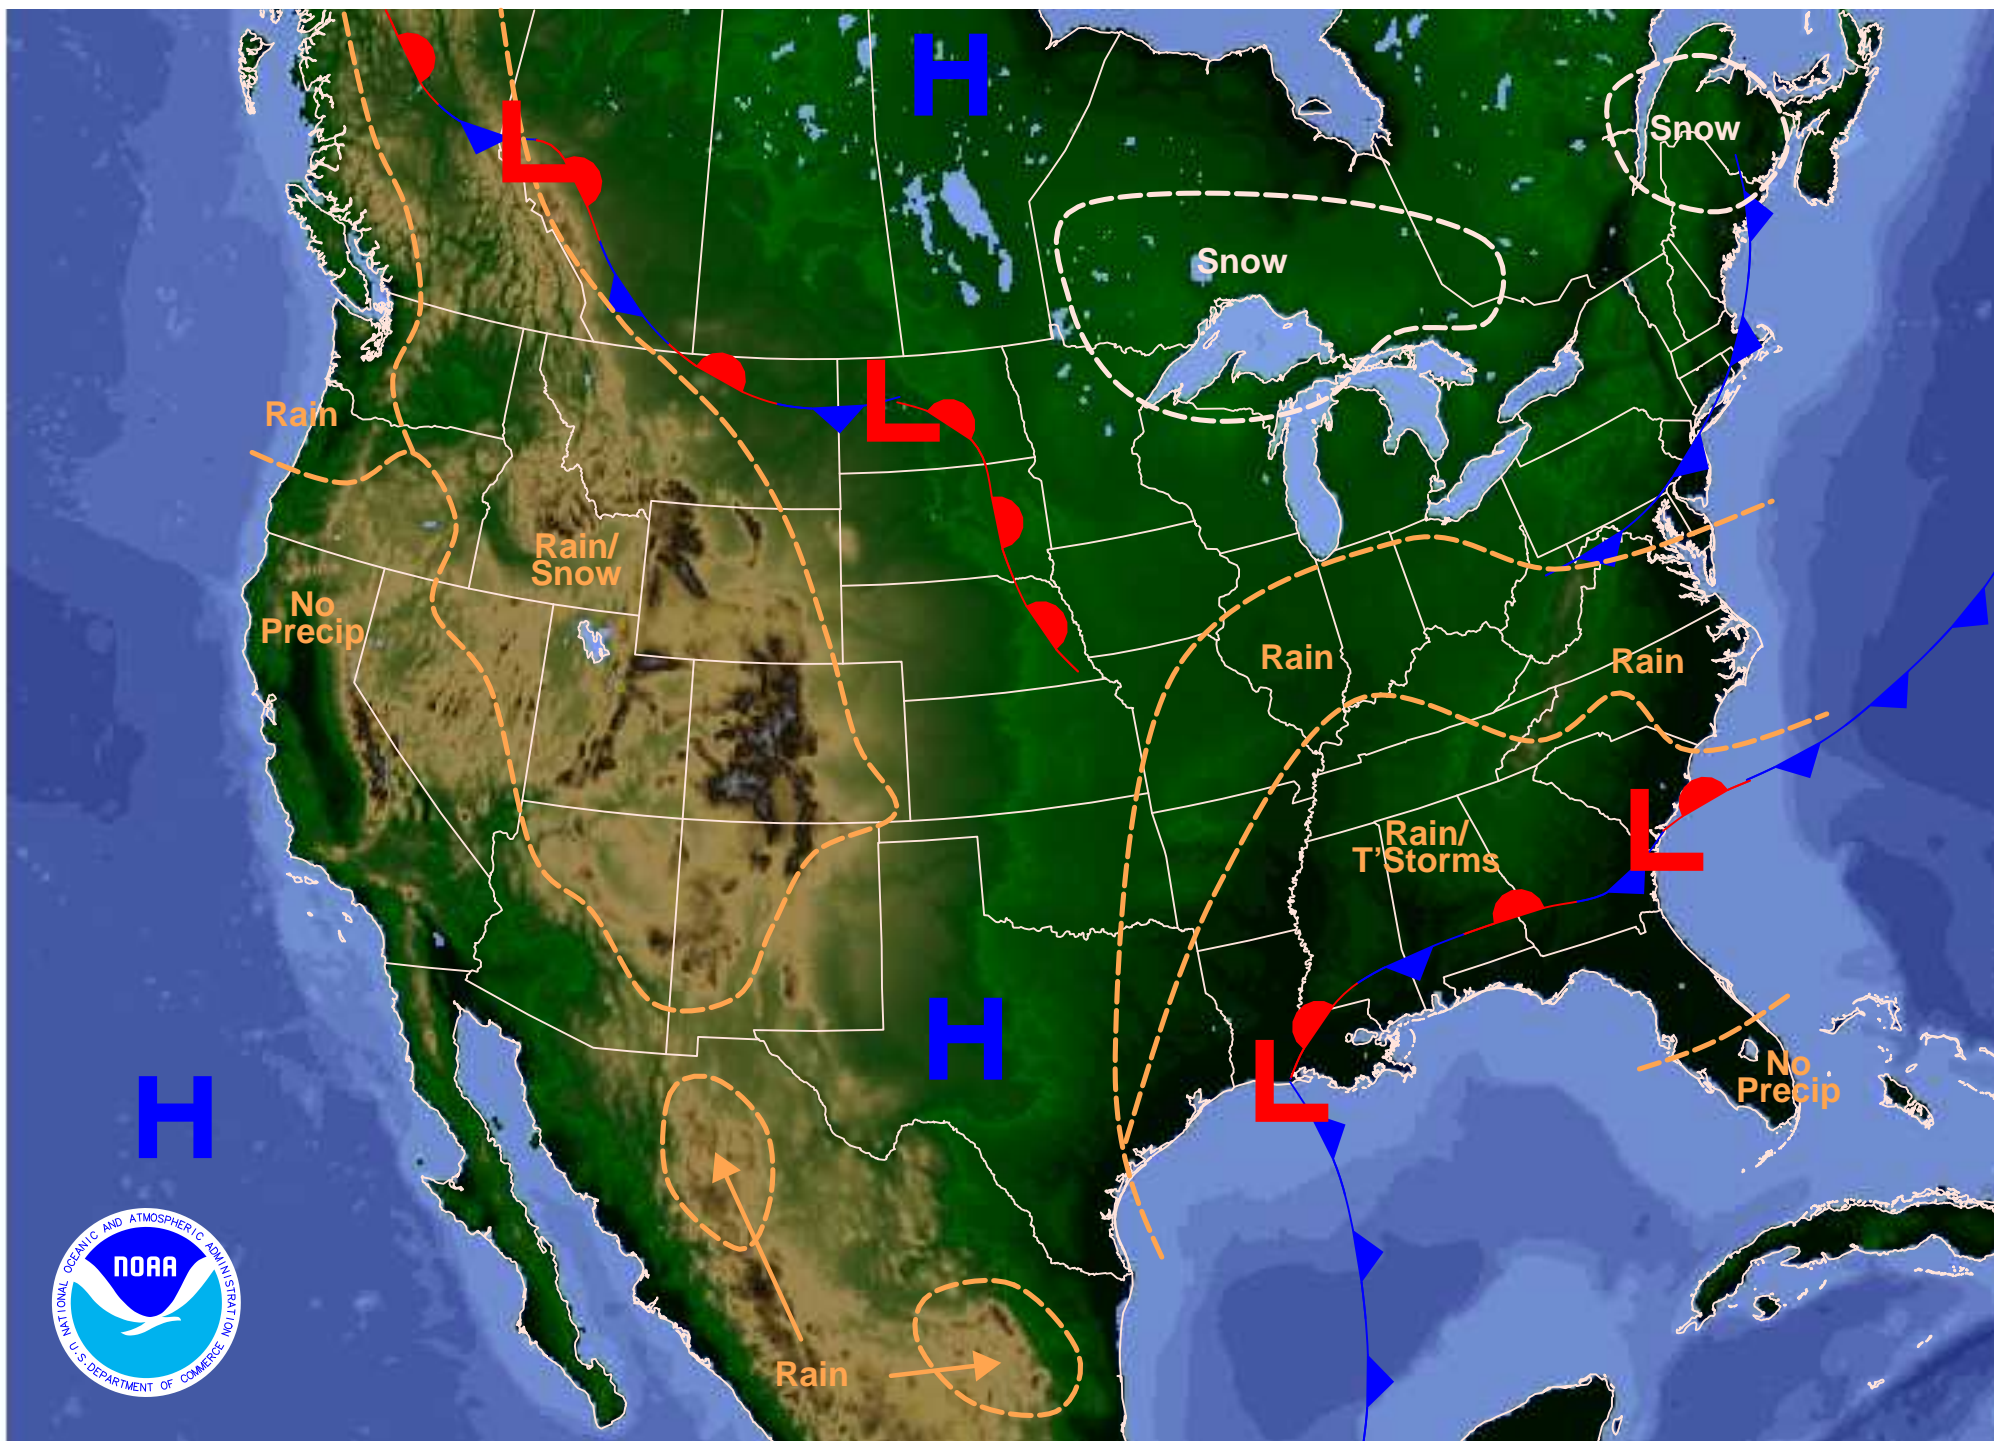 H
Snow
L
Snow
L
Rain
Rain/
Snow
No
Precip
Rain
Rain
L
Rain/
T'Storms
H
L
No
Precip
H
Rain
NATIONAL OCEANIC AND ATMOSPHERIC ADMINISTRATION
NOAA
U.S. DEPARTMENT OF COMMERCE